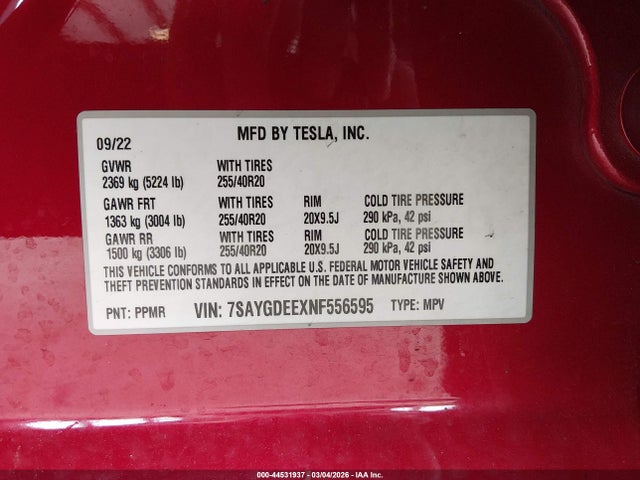 09/22 MFD BY TESLA, INC.
GVWR WITH TIRES
2369 kg (5224 lb) 255/40R20
GAWR FRT WITH TIRES RIM COLD TIRE PRESSURE
1363 kg (3004 lb) 255/40R20 20X9.5J 290 kPa, 42 psi
GAWR RR WITH TIRES RIM COLD TIRE PRESSURE
1500 kg (3306 lb) 255/40R20 20X9.5J 290 kPa, 42 psi
THIS VEHICLE CONFORMS TO ALL APPLICABLE U.S. FEDERAL MOTOR VEHICLE SAFETY AND
THEFT PREVENTION STANDARDS IN EFFECT ON THE DATE OF MANUFACTURE SHOWN ABOVE.
PNT: PPMR VIN: 7SAYGDEEXNF556595 TYPE: MPV
000-44531937 - 03/04/2026 - IAA Inc.